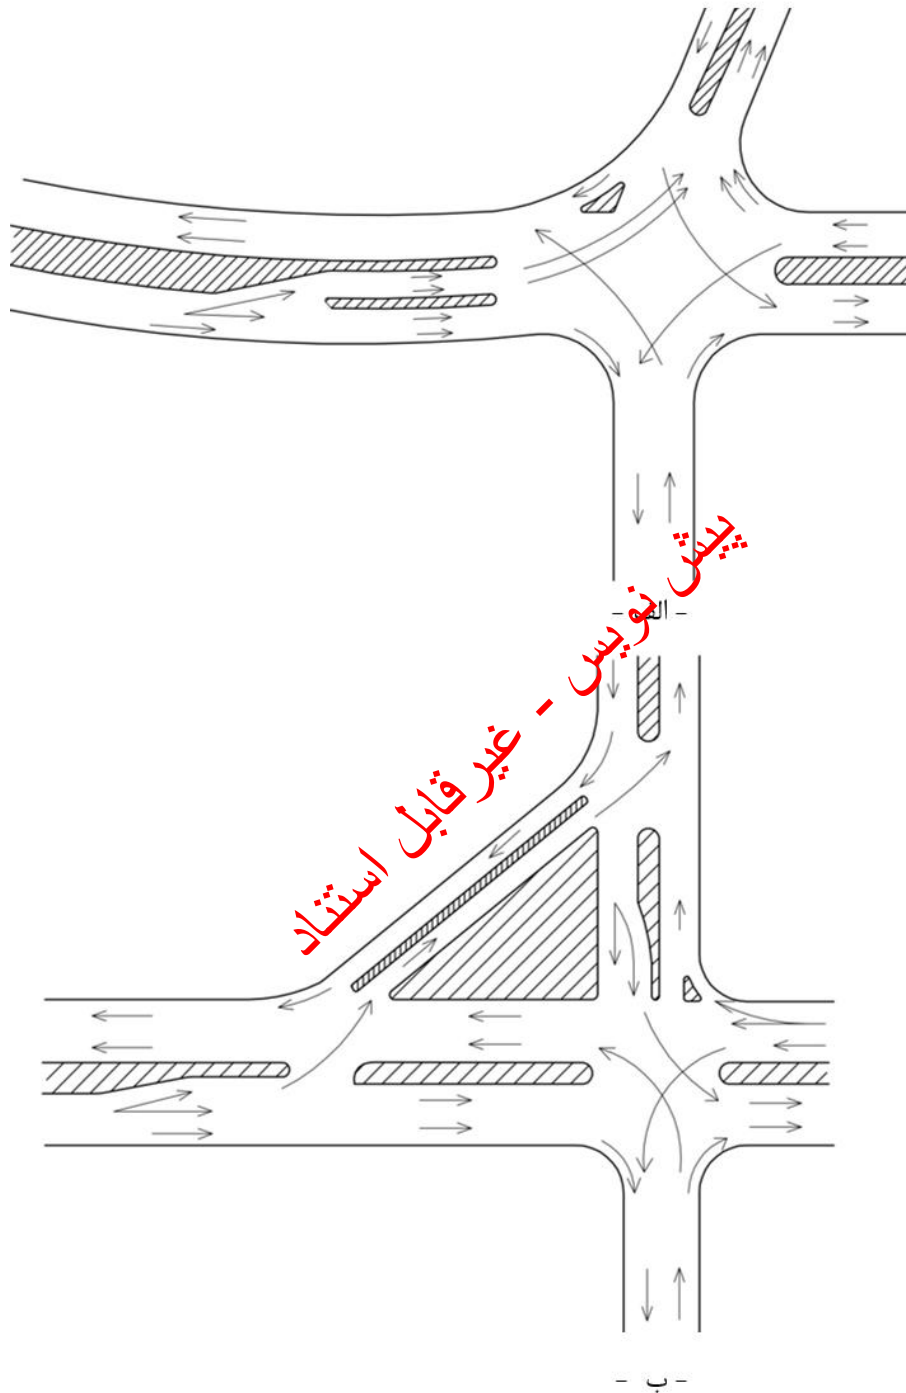 - الف -
پیش نویس - غیر قابل استناد
- ب -